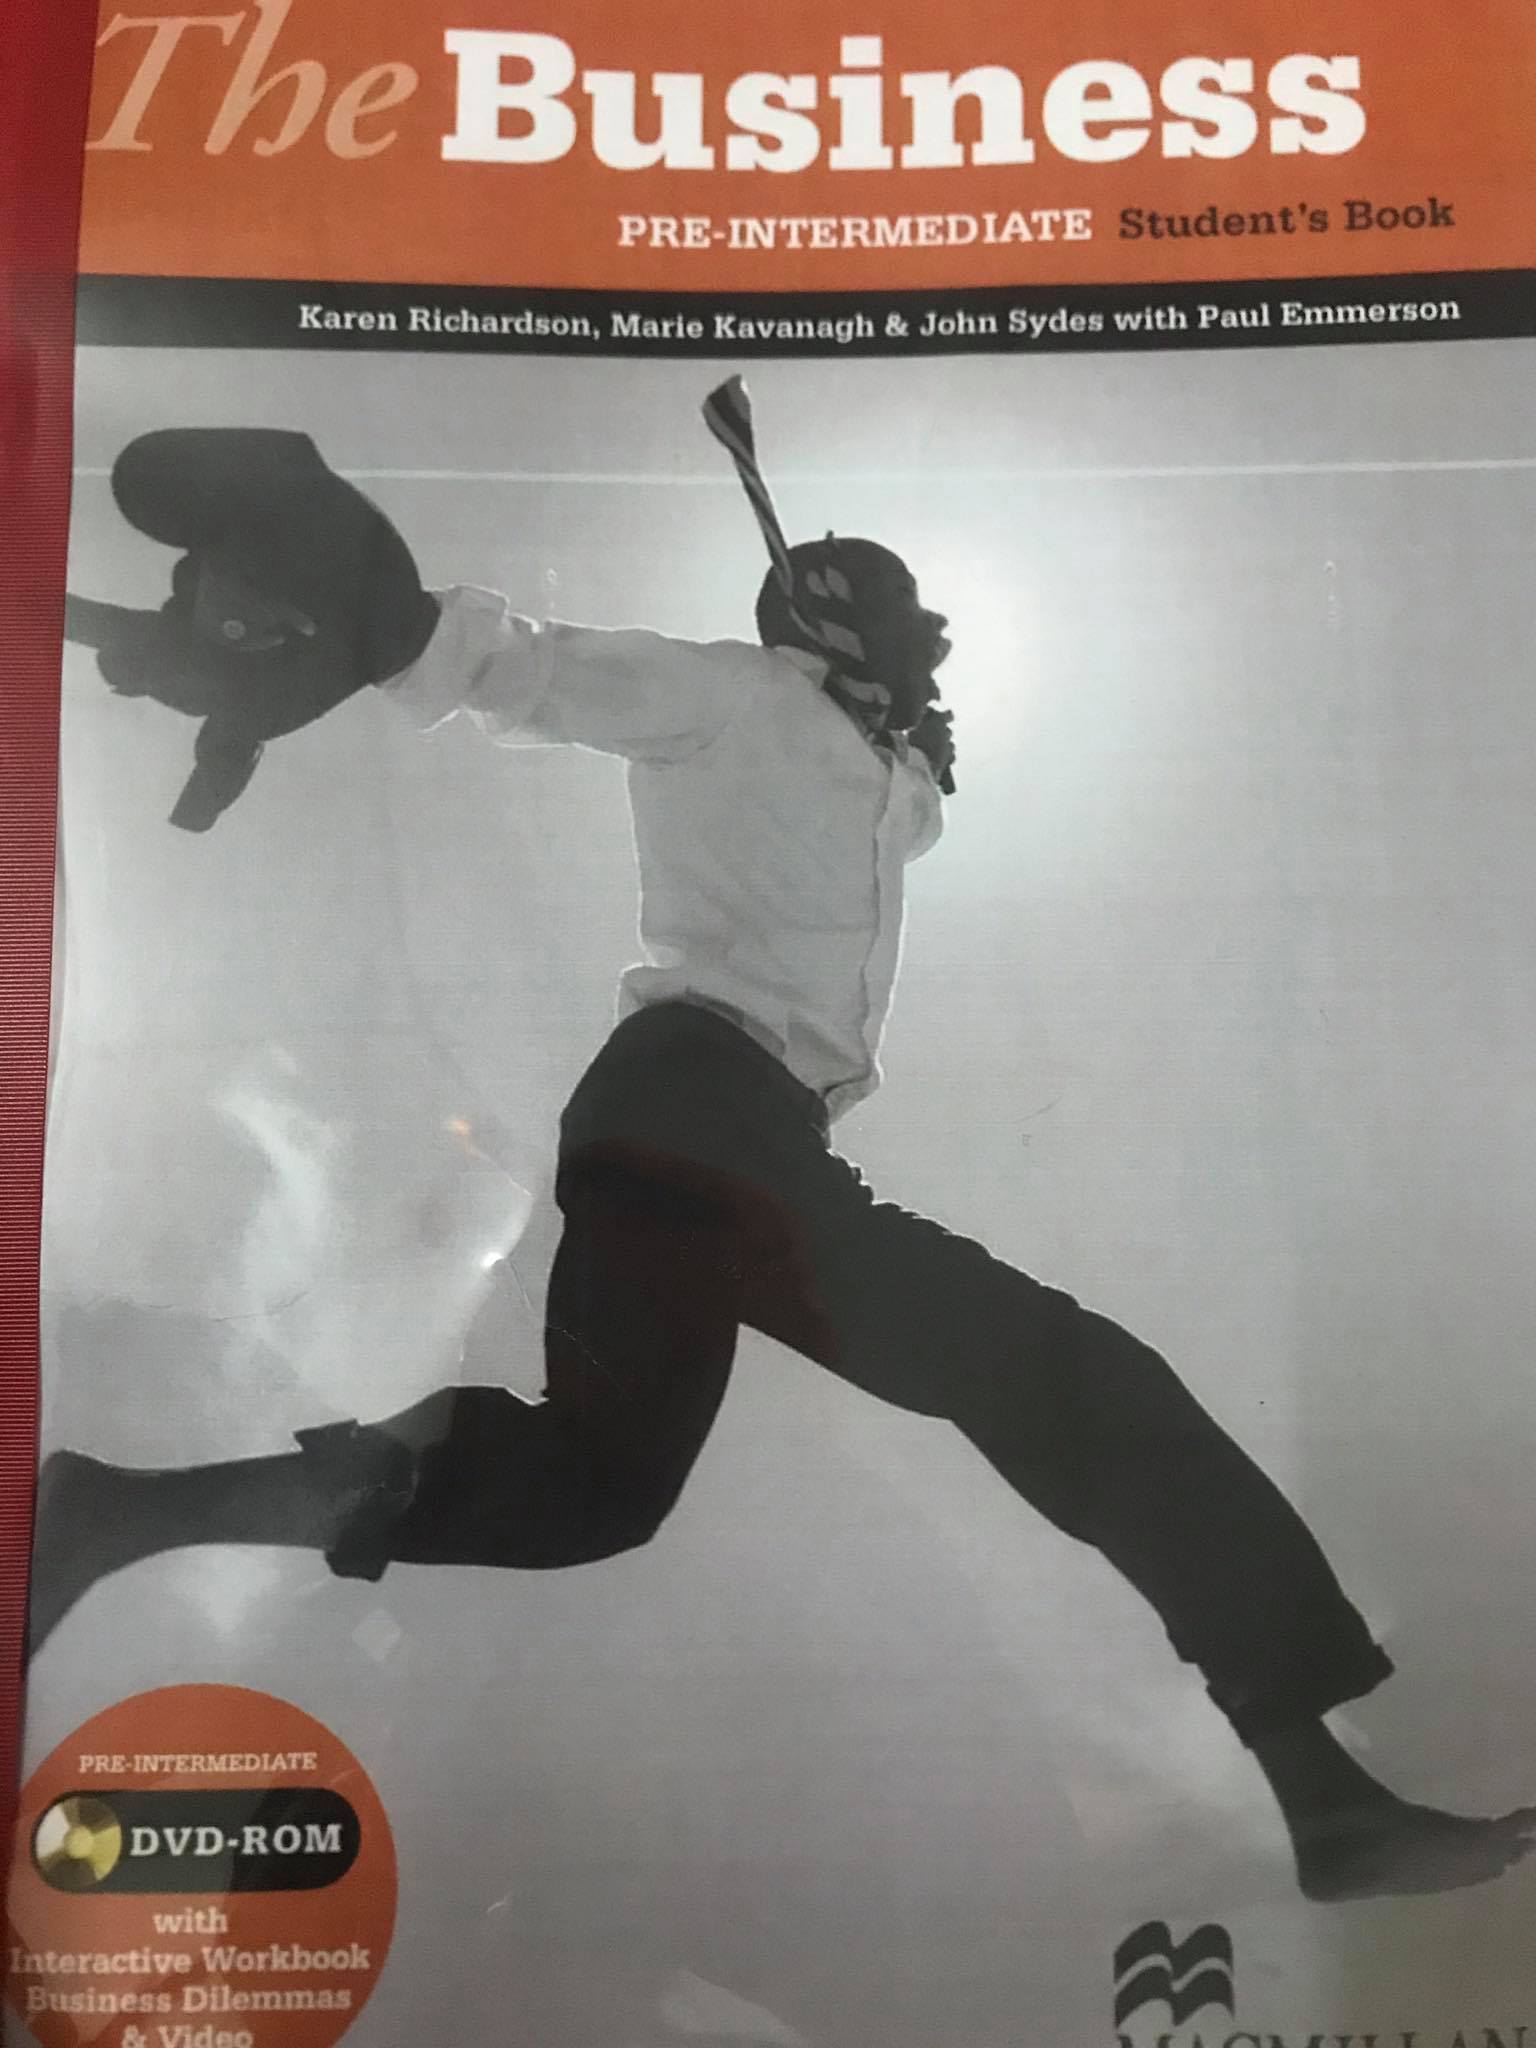 The Business
PRE-INTERMEDIATE Student's Book
Karen Richardson, Marie Kavanagh & John Sydes with Paul Emmerson
PRE-INTERMEDIATE
DVD-ROM
with
Interactive Workbook
Business Dilemmas
& Video
MACMILLAN